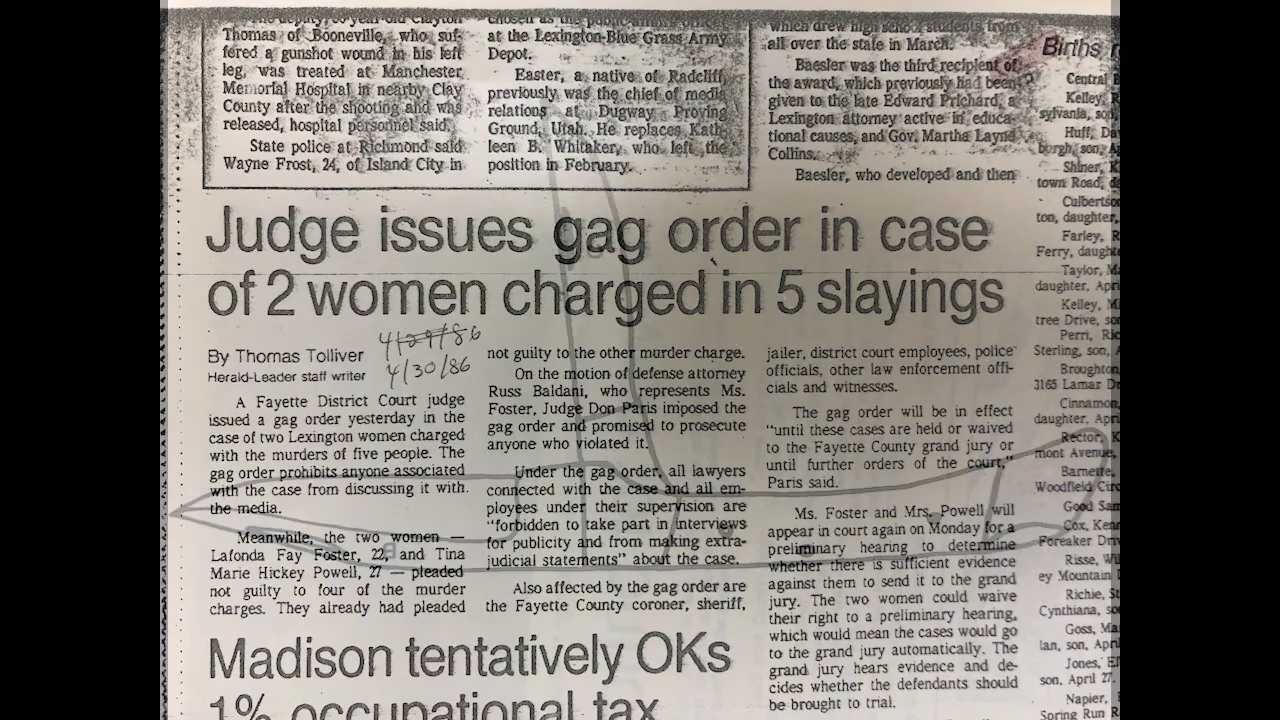 The deputy, 35-year-old Clayton
Thomas of Booneville, who suf-
fered a gunshot wound in his left
leg, was treated at Manchester
Memorial Hospital in nearby Clay
County after the shooting and was
released, hospital personnel said.
State police at Richmond said
Wayne Frost, 24, of Island City in
chosen as the public affairs officer
at the Lexington-Blue Grass Army
Depot.
Easter, a native of Radcliff,
previously was the chief of media
relations at Dugway Proving
Ground, Utah. He replaces Kath-
leen B. Whitaker, who left the
position in February.
which drew high school students from
all over the state in March.
Baesler was the third recipient of
the award, which previously had been
given to the late Edward Prichard, a
Lexington attorney active in educa-
tional causes, and Gov. Martha Layne
Collins.
Baesler, who developed and then
Judge issues gag order in case
of 2 women charged in 5 slayings
By Thomas Tolliver
Herald-Leader staff writer
4/29/86
4/30/86
A Fayette District Court judge
issued a gag order yesterday in the
case of two Lexington women charged
with the murders of five people. The
gag order prohibits anyone associated
with the case from discussing it with
the media.
Meanwhile, the two women —
Lafonda Fay Foster, 22, and Tina
Marie Hickey Powell, 27 — pleaded
not guilty to four of the murder
charges. They already had pleaded
not guilty to the other murder charge.
On the motion of defense attorney
Russ Baldani, who represents Ms.
Foster, Judge Don Paris imposed the
gag order and promised to prosecute
anyone who violated it.
Under the gag order, all lawyers
connected with the case and all em-
ployees under their supervision are
"forbidden to take part in interviews
for publicity and from making extra-
judicial statements" about the case.
Also affected by the gag order are
the Fayette County coroner, sheriff,
jailer, district court employees, police
officials, other law enforcement offi-
cials and witnesses.
The gag order will be in effect
"until these cases are held or waived
to the Fayette County grand jury or
until further orders of the court,"
Paris said.
Ms. Foster and Mrs. Powell will
appear in court again on Monday for a
preliminary hearing to determine
whether there is sufficient evidence
against them to send it to the grand
jury. The two women could waive
their right to a preliminary hearing,
which would mean the cases would go
to the grand jury automatically. The
grand jury hears evidence and de-
cides whether the defendants should
be brought to trial.
Madison tentatively OKs
1% occupational tax
Births
Central
Kelley,
sylvania, son,
Huff,
burgh, son,
Shiner,
town Road,
Culbertson
ton, daughter,
Farley,
Ferry,
Taylor,
daughter,
Kelley,
tree Drive,
Perri,
Sterling, son,
Broughton
3165 Lamar
Cinnamon,
daughter,
Rector,
mont Avenue,
Barnette,
Woodfield
Good
Cox,
Foreaker
Risse,
ey Mountain
Richie,
Cynthiana,
Goss,
lan, son,
Jones,
son, April 27.
Napier,
Spring Run